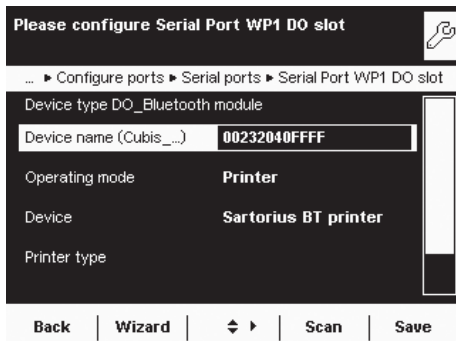 Please configure Serial Port WP1 DO slot
... ▸ Configure ports ▸ Serial ports ▸ Serial Port WP1 DO slot
Device type DO_Bluetooth module
Device name (Cubis_...) 00232040FFFF
Operating mode Printer
Device Sartorius BT printer
Printer type
Back Wizard Scan Save